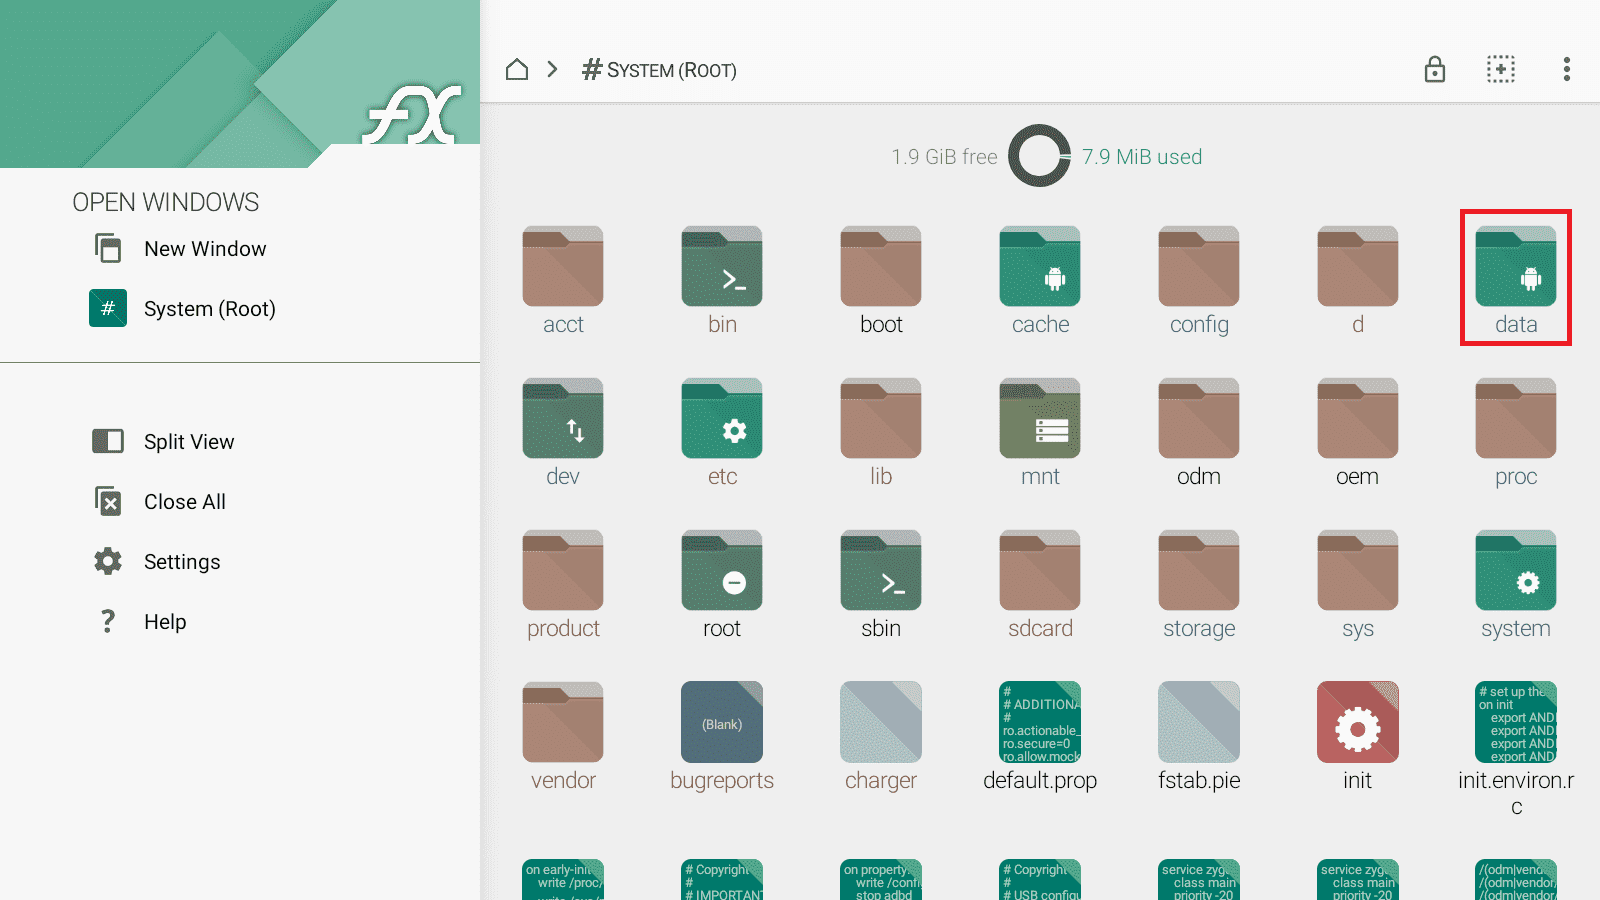 fx
OPEN WINDOWS
New Window
# System (Root)
Split View
Close All
Settings
? Help
# SYSTEM (ROOT)
1.9 GiB free
7.9 MiB used
acct
bin
boot
cache
config
d
data
dev
etc
lib
mnt
odm
oem
proc
product
root
sbin
sdcard
storage
sys
system
vendor
(Blank)
bugreports
charger
#
# ADDITIONA
#
ro.actionable_
ro.secure=0
ro.allow.mock
default.prop
fstab.pie
init
# set up the
on init
export AND
export AND
export AND
export AND
init.environ.r
c
on early-init
write /proc/
# Copyright
#
# IMPORTANT
on property:
write /confi
stop adbd
# Copyright
#
# USB configu
service zyg
class main
priority -20
service zyg
class main
priority -20
/(odm|vend
/(odm|vendor
/(odm|vendor/